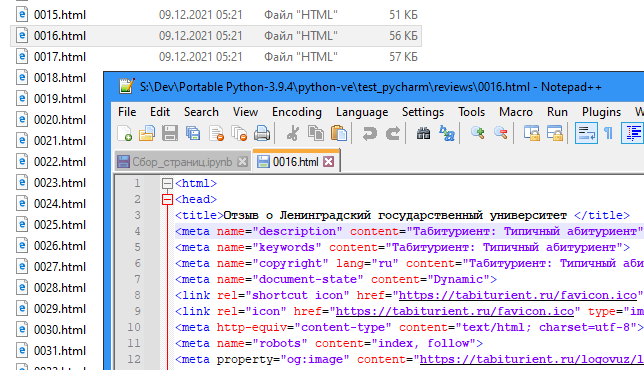 0015.html 09.12.2021 05:21 Файл "HTML" 51 КБ
0016.html 09.12.2021 05:21 Файл "HTML" 56 КБ
0017.html 09.12.2021 05:21 Файл "HTML" 57 КБ
0018.html
0019.html
0020.html
0021.html
0022.html
0023.html
0024.html
0025.html
0026.html
0027.html
0028.html
0029.html
0030.html
0031.html
S:\Dev\Portable Python-3.9.4\python-ve\test_pycharm\reviews\0016.html - Notepad++
File Edit Search View Encoding Language Settings Tools Macro Run Plugins W
Сбор_страниц.ipynb 0016.html
1 <html>
2 <head>
3 <title>Отзыв о Ленинградский государственный университет </title>
4 <meta name="description" content="Табитуриент: Типичный абитуриент"
5 <meta name="keywords" content="Табитуриент: Типичный абитуриент">
6 <meta name="copyright" lang="ru" content="Табитуриент: Типичный аби
7 <meta name="document-state" content="Dynamic">
8 <link rel="shortcut icon" href="https://tabiturient.ru/favicon.ico"
9 <link rel="icon" href="https://tabiturient.ru/favicon.ico" type="im
10 <meta http-equiv="content-type" content="text/html; charset=utf-8">
11 <meta name="robots" content="index, follow">
12 <meta property="og:image" content="https://tabiturient.ru/logovuz/l